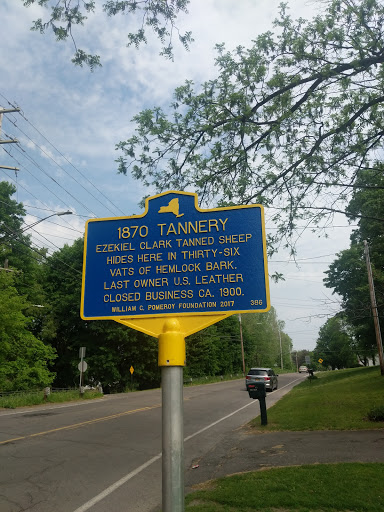 1870 TANNERY
EZEKIEL CLARK TANNED SHEEP
HIDES HERE IN THIRTY-SIX
VATS OF HEMLOCK BARK.
LAST OWNER U.S. LEATHER
CLOSED BUSINESS CA. 1900.
WILLIAM G. POMEROY FOUNDATION 2017 386